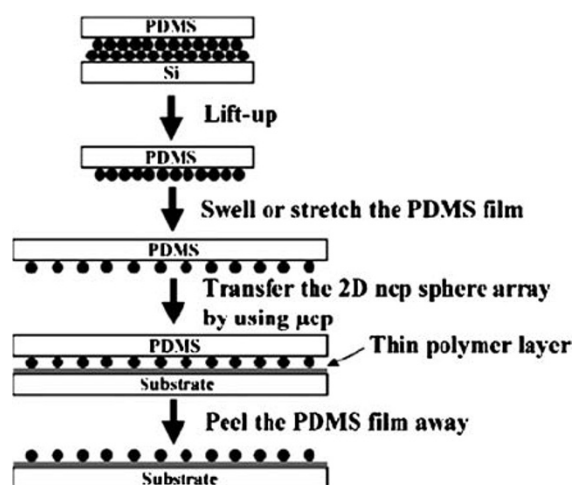 PDMS
Si
Lift-up
PDMS
Swell or stretch the PDMS film
PDMS
Transfer the 2D ncp sphere array
by using μcp
PDMS
Thin polymer layer
Substrate
Peel the PDMS film away
Substrate